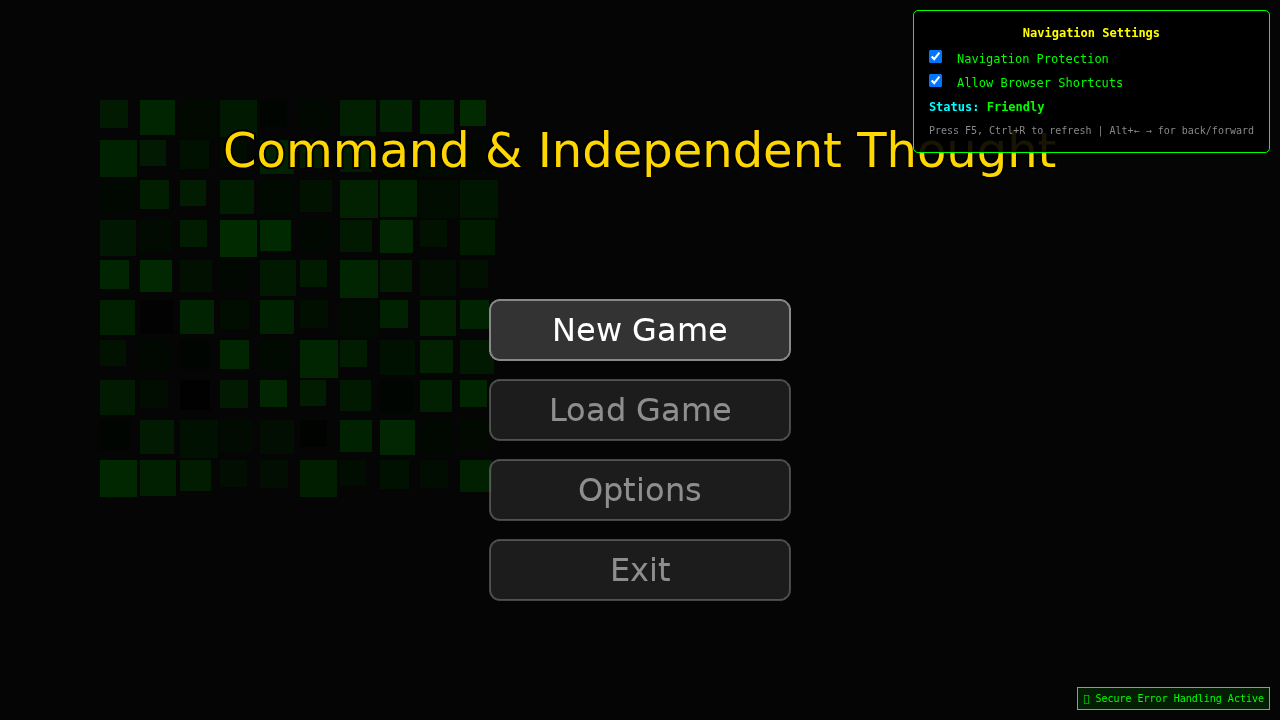 Navigation Settings
Navigation Protection
Allow Browser Shortcuts
Status: Friendly
Press F5, Ctrl+R to refresh | Alt+← → for back/forward
Command & Independent Thought
New Game
Load Game
Options
Exit
Secure Error Handling Active